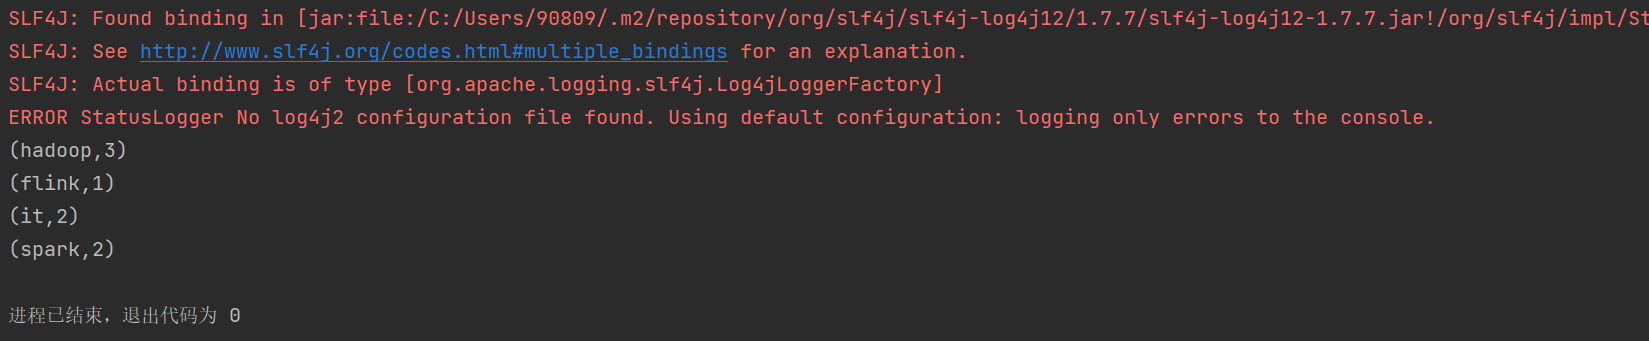 SLF4J: Found binding in [jar:file:/C:/Users/90809/.m2/repository/org/slf4j/slf4j-log4j12/1.7.7/slf4j-log4j12-1.7.7.jar!/org/slf4j/impl/St
SLF4J: See http://www.slf4j.org/codes.html#multiple_bindings for an explanation.
SLF4J: Actual binding is of type [org.apache.logging.slf4j.Log4jLoggerFactory]
ERROR StatusLogger No log4j2 configuration file found. Using default configuration: logging only errors to the console.
(hadoop,3)
(flink,1)
(it,2)
(spark,2)
进程已结束，退出代码为 0